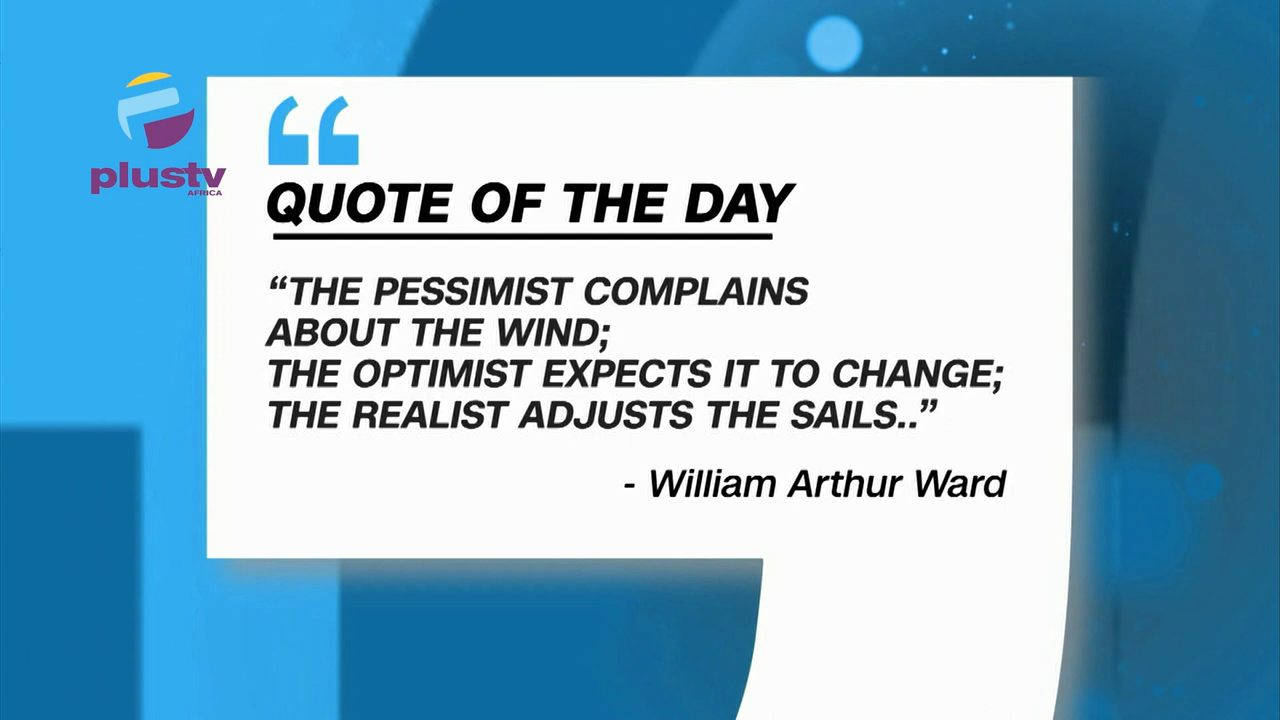 plustv
AFRICA
QUOTE OF THE DAY
“THE PESSIMIST COMPLAINS
ABOUT THE WIND;
THE OPTIMIST EXPECTS IT TO CHANGE;
THE REALIST ADJUSTS THE SAILS..”
- William Arthur Ward